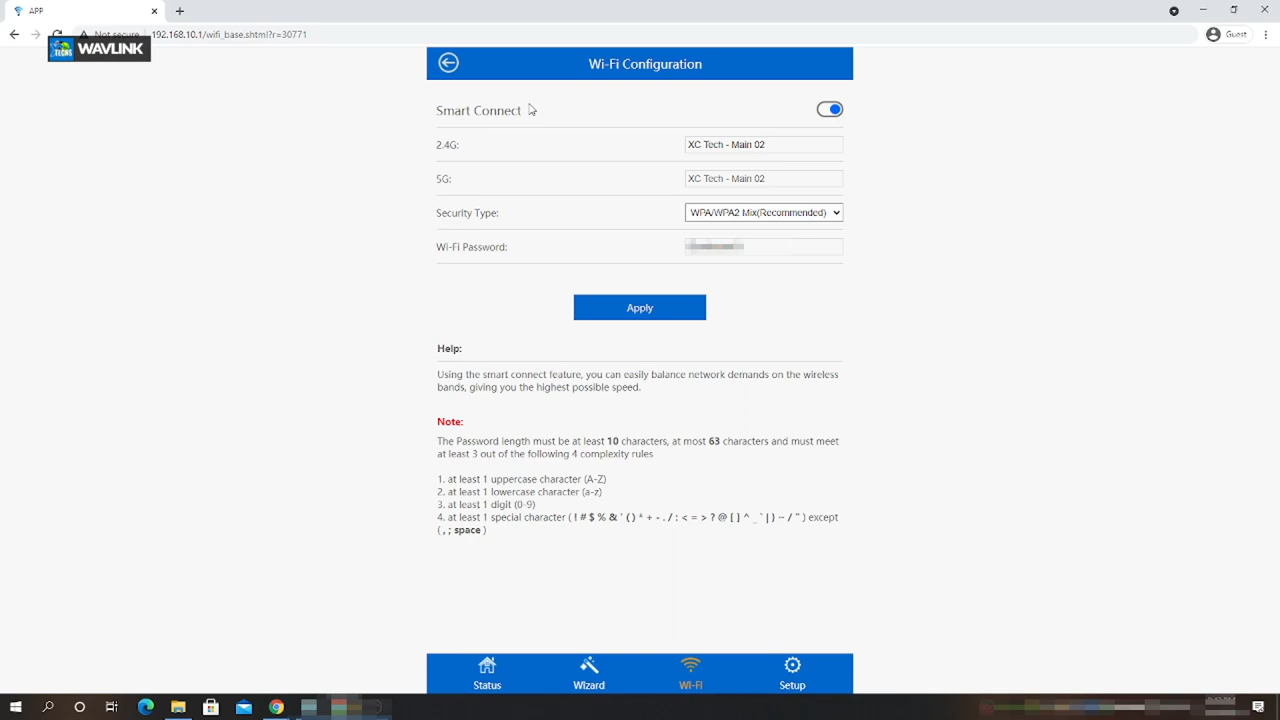 APP
Not secure
192.168.10.1/wifi_base.shtml?r=30771
Guest
TECHS
WAVLINK
Wi-Fi Configuration
Smart Connect
2.4G:
XC Tech - Main 02
5G:
XC Tech - Main 02
Security Type:
WPA/WPA2 Mix(Recommended)
Wi-Fi Password:
Apply
Help:
Using the smart connect feature, you can easily balance network demands on the wireless
bands, giving you the highest possible speed.
Note:
The Password length must be at least 10 characters, at most 63 characters and must meet
at least 3 out of the following 4 complexity rules
1. at least 1 uppercase character (A-Z)
2. at least 1 lowercase character (a-z)
3. at least 1 digit (0-9)
4. at least 1 special character ( ! # $ % & ' ( ) * + - . / : < = > ? @ [ ] ^ _ ` | ) ~ / " ) except
( , ; space )
Status
Wizard
Wi-Fi
Setup